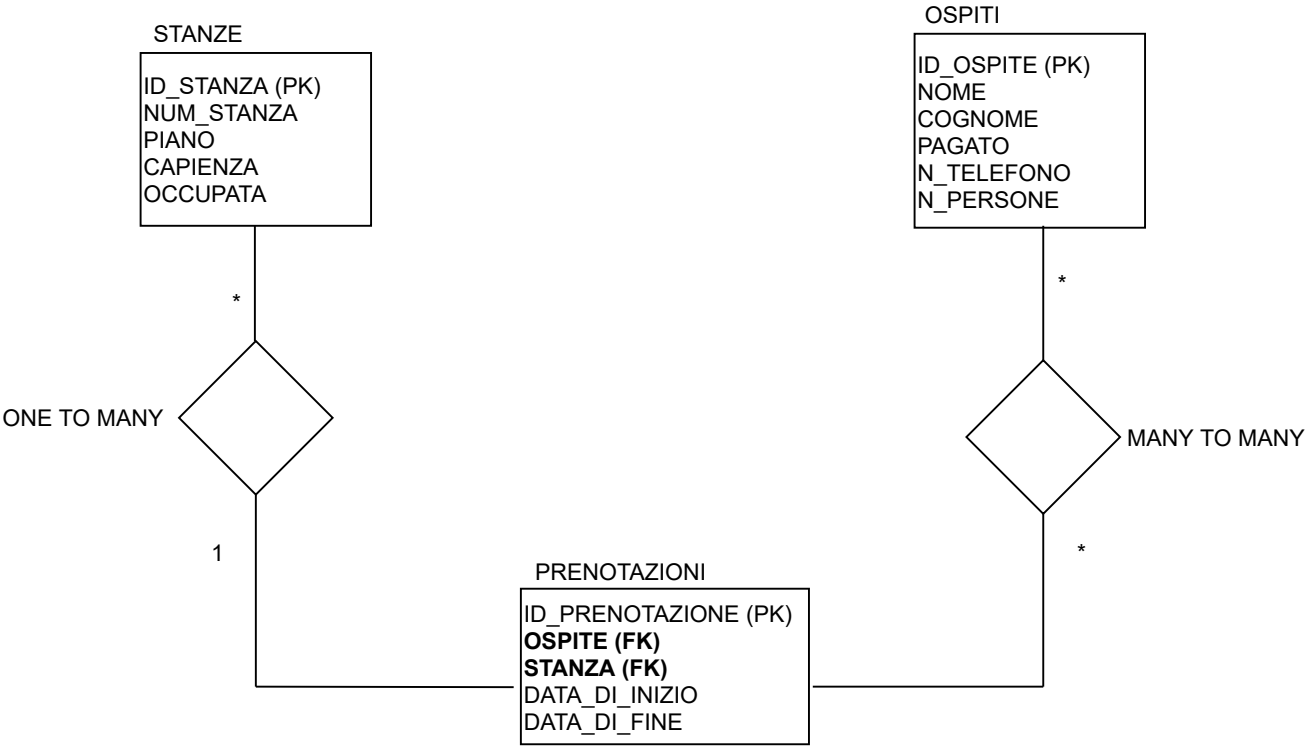 STANZE
ID_STANZA (PK)
NUM_STANZA
PIANO
CAPIENZA
OCCUPATA
*
ONE TO MANY
1
OSPITI
ID_OSPITE (PK)
NOME
COGNOME
PAGATO
N_TELEFONO
N_PERSONE
*
MANY TO MANY
*
PRENOTAZIONI
ID_PRENOTAZIONE (PK)
OSPITE (FK)
STANZA (FK)
DATA_DI_INIZIO
DATA_DI_FINE